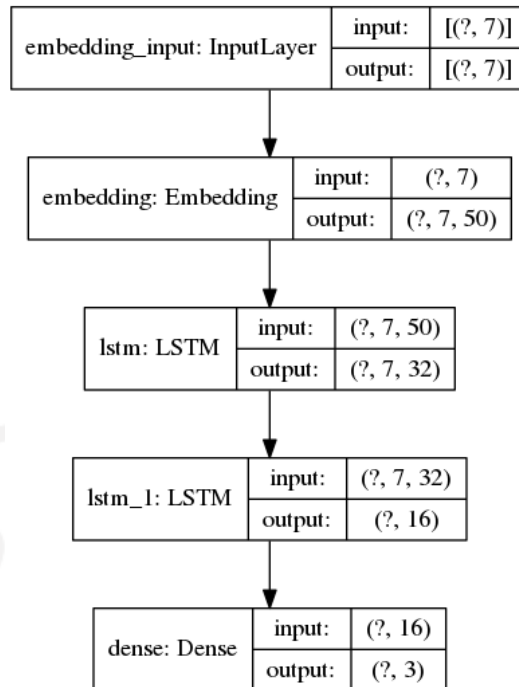 embedding_input: InputLayer
input: [(?, 7)]
output: [(?, 7)]
embedding: Embedding
input: (?, 7)
output: (?, 7, 50)
lstm: LSTM
input: (?, 7, 50)
output: (?, 7, 32)
lstm_1: LSTM
input: (?, 7, 32)
output: (?, 16)
dense: Dense
input: (?, 16)
output: (?, 3)